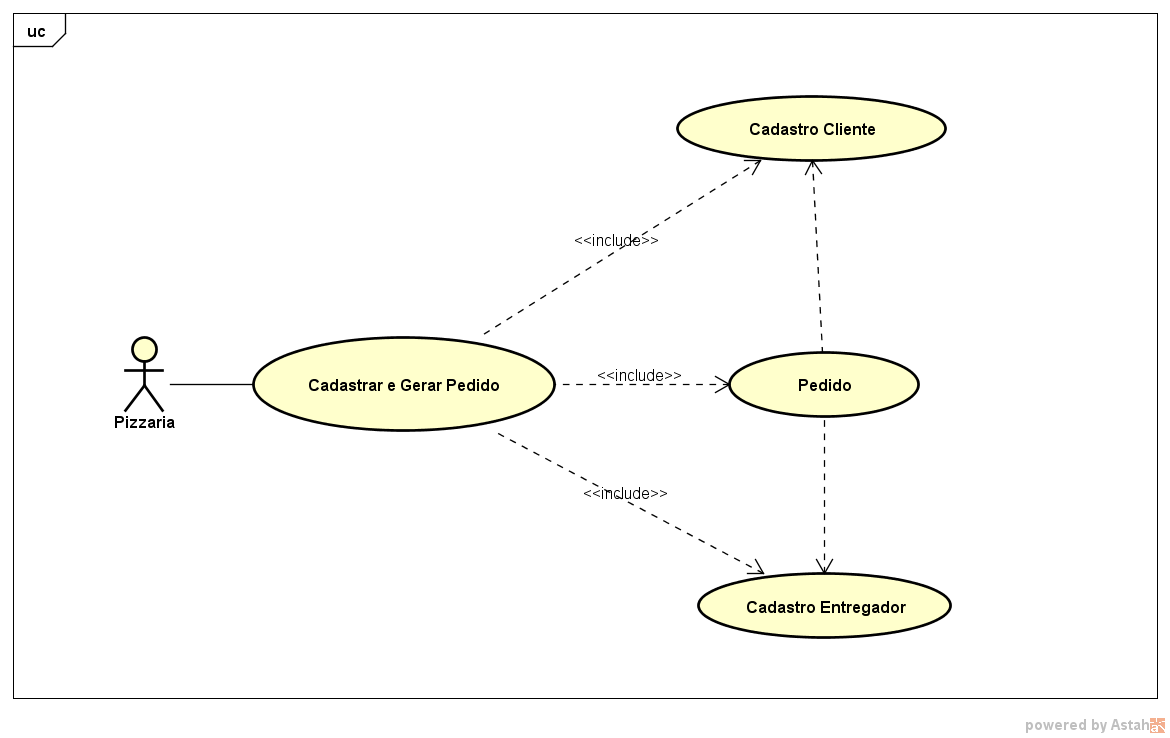 uc
Cadastro Cliente
<<include>>
Cadastrar e Gerar Pedido
<<include>>
Pedido
Pizzaria
<<include>>
Cadastro Entregador
powered by Astah